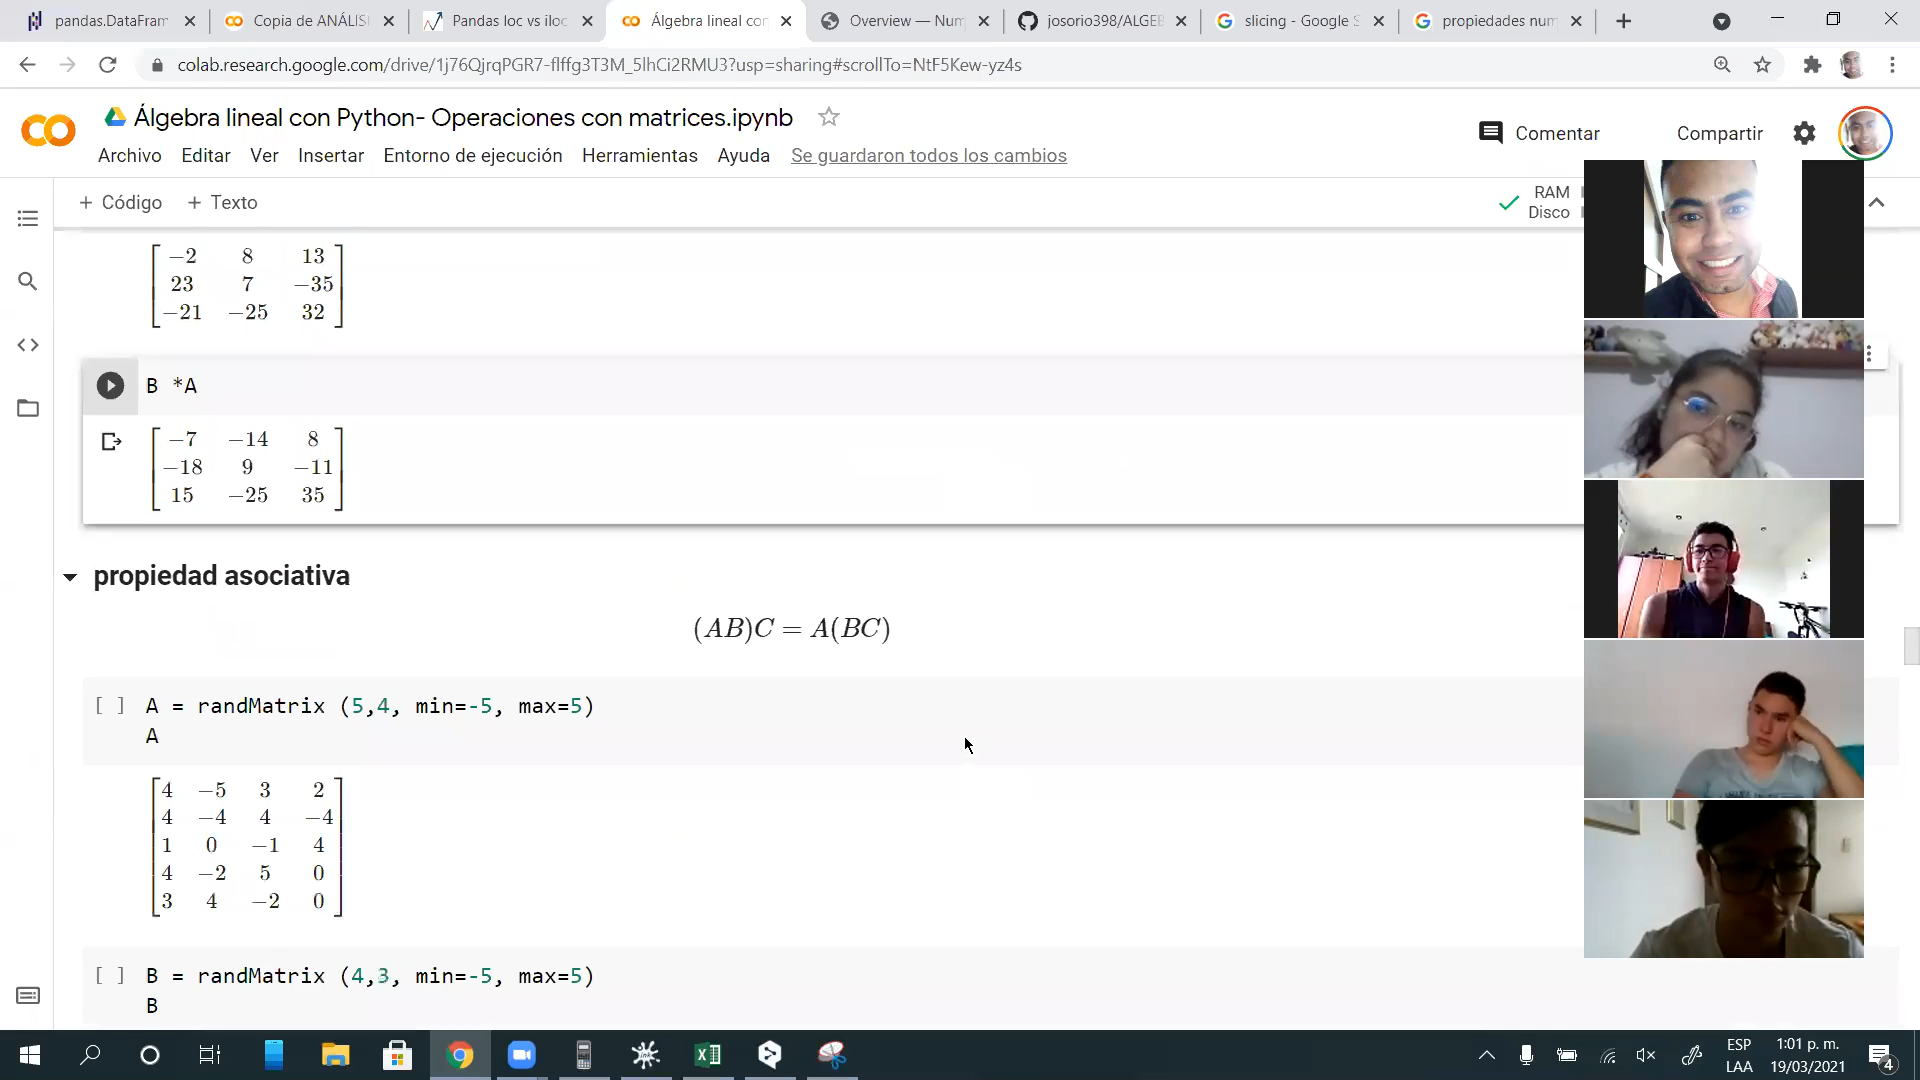 pandas.DataFram
Copia de ANÁLISI
Pandas loc vs iloc
Álgebra lineal con
Overview — Num
josorio398/ALGEB
slicing - Google S
propiedades num
colab.research.google.com/drive/1j76QjrqPGR7-flffg3T3M_5lhCi2RMU3?usp=sharing#scrollTo=NtF5Kew-yz4s
Álgebra lineal con Python- Operaciones con matrices.ipynb
Comentar
Compartir
Archivo Editar Ver Insertar Entorno de ejecución Herramientas Ayuda Se guardaron todos los cambios
+ Código + Texto
RAM
Disco
−2 8 13
23 7 −35
−21 −25 32
B *A
−7 −14 8
−18 9 −11
15 −25 35
propiedad asociativa
(AB)C = A(BC)
[ ] A = randMatrix (5,4, min=-5, max=5)
A
4 −5 3 2
4 −4 4 −4
1 0 −1 4
4 −2 5 0
3 4 −2 0
[ ] B = randMatrix (4,3, min=-5, max=5)
B
ESP
LAA
1:01 p. m.
19/03/2021
4